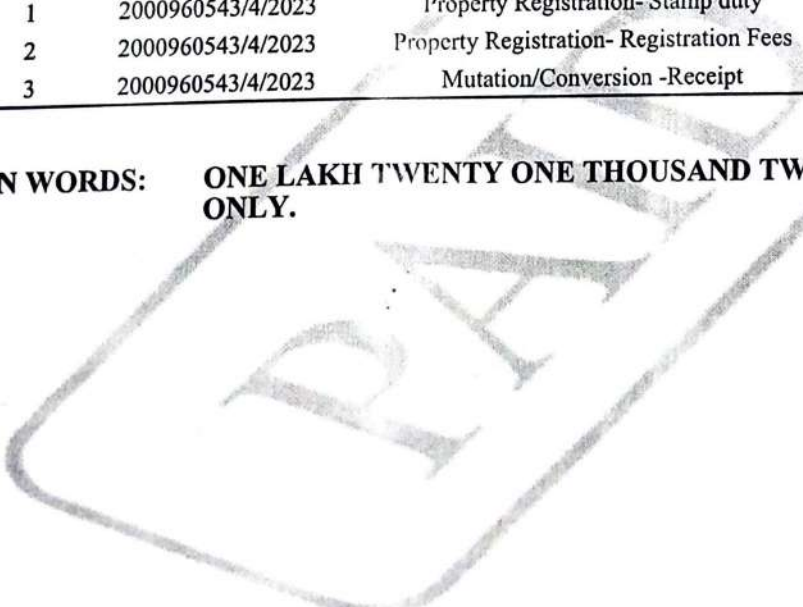 1 2000960543/4/2023 Property Registration- Stamp duty
2 2000960543/4/2023 Property Registration- Registration Fees
3 2000960543/4/2023 Mutation/Conversion -Receipt
N WORDS: ONE LAKH TWENTY ONE THOUSAND TW
ONLY.
PAID